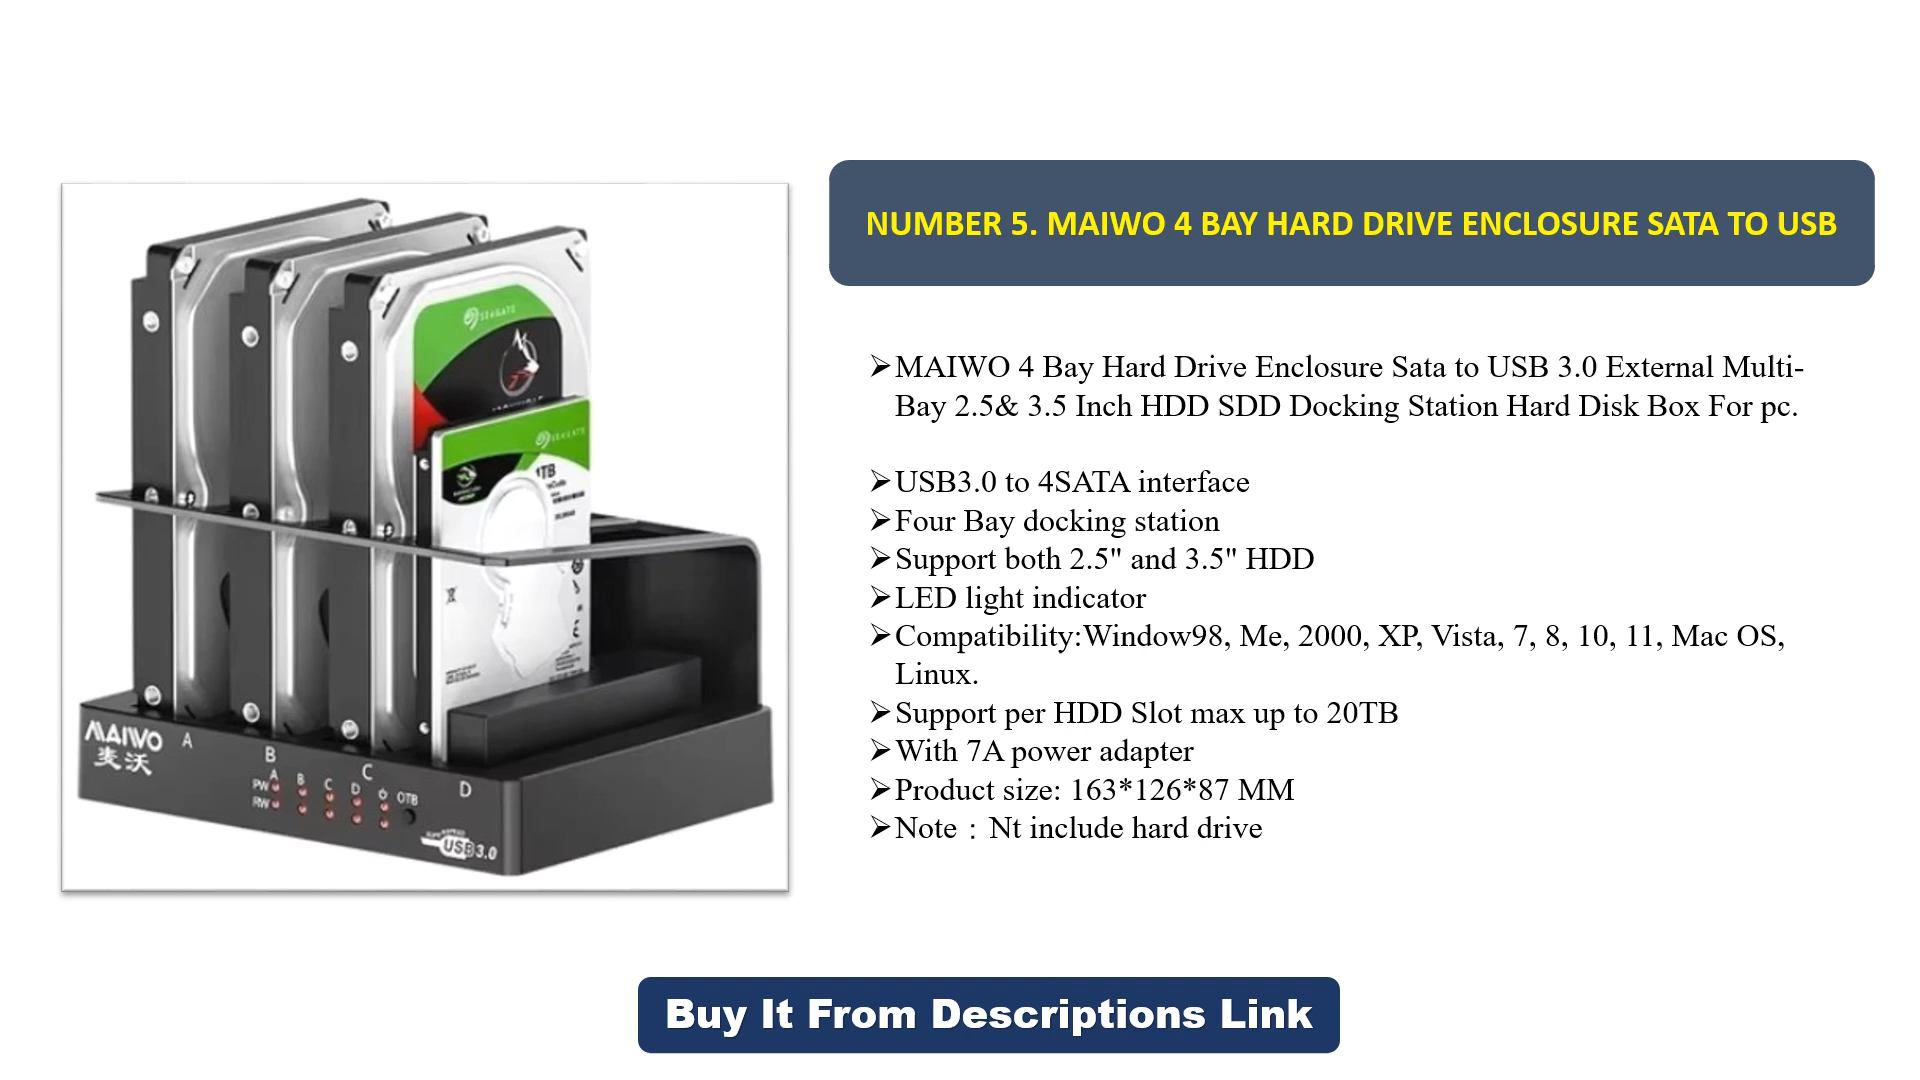 NUMBER 5. MAIWO 4 BAY HARD DRIVE ENCLOSURE SATA TO USB
➢MAIWO 4 Bay Hard Drive Enclosure Sata to USB 3.0 External Multi-
Bay 2.5& 3.5 Inch HDD SDD Docking Station Hard Disk Box For pc.
➢USB3.0 to 4SATA interface
➢Four Bay docking station
➢Support both 2.5" and 3.5" HDD
➢LED light indicator
➢Compatibility:Window98, Me, 2000, XP, Vista, 7, 8, 10, 11, Mac OS,
Linux.
➢Support per HDD Slot max up to 20TB
➢With 7A power adapter
➢Product size: 163*126*87 MM
➢Note：Nt include hard drive
SEAGATE
SEAGATE
1TB
MAIWO
麦沃
A
B
C
D
A B C D
PW
RW
OTB
USB3.0
Buy It From Descriptions Link